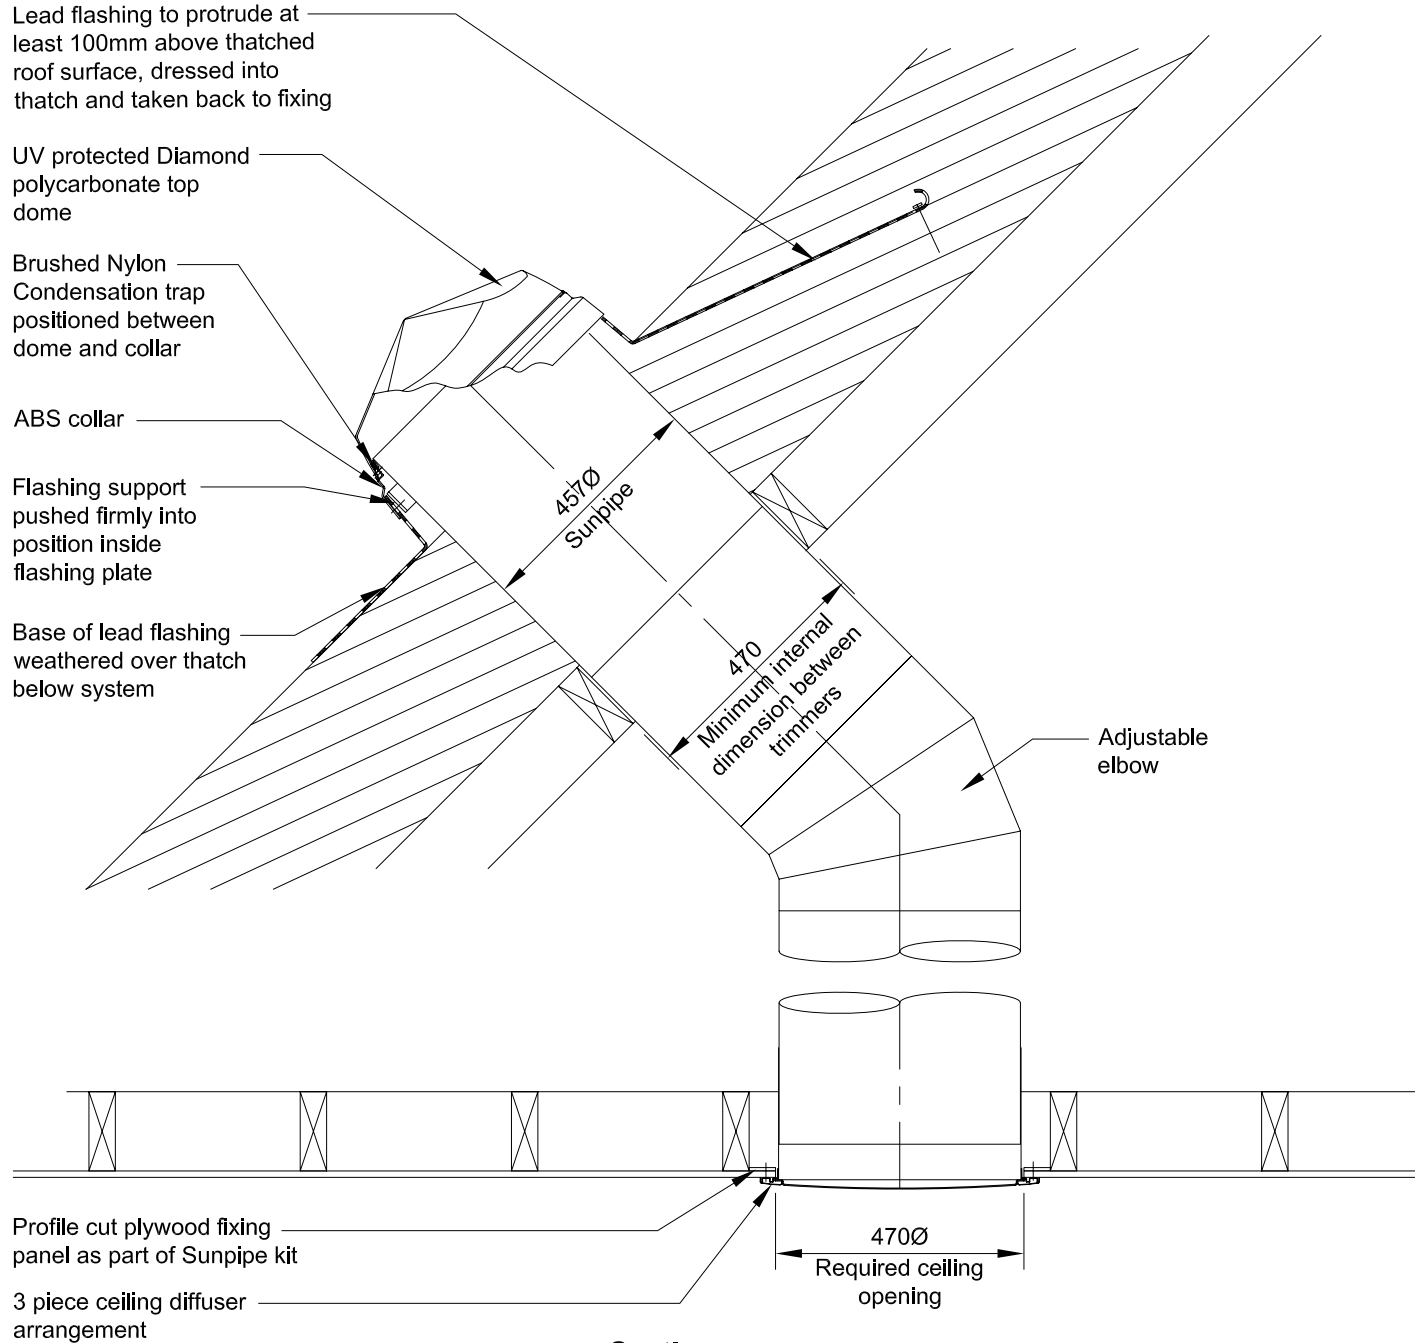 Lead flashing to protrude at
least 100mm above thatched
roof surface, dressed into
thatch and taken back to fixing
UV protected Diamond
polycarbonate top
dome
Brushed Nylon
Condensation trap
positioned between
dome and collar
ABS collar
Flashing support
pushed firmly into
position inside
flashing plate
Base of lead flashing
weathered over thatch
below system
457Ø
Sunpipe
470
Minimum internal
dimension between
trimmers
Adjustable
elbow
Profile cut plywood fixing
panel as part of Sunpipe kit
3 piece ceiling diffuser
arrangement
470Ø
Required ceiling
opening